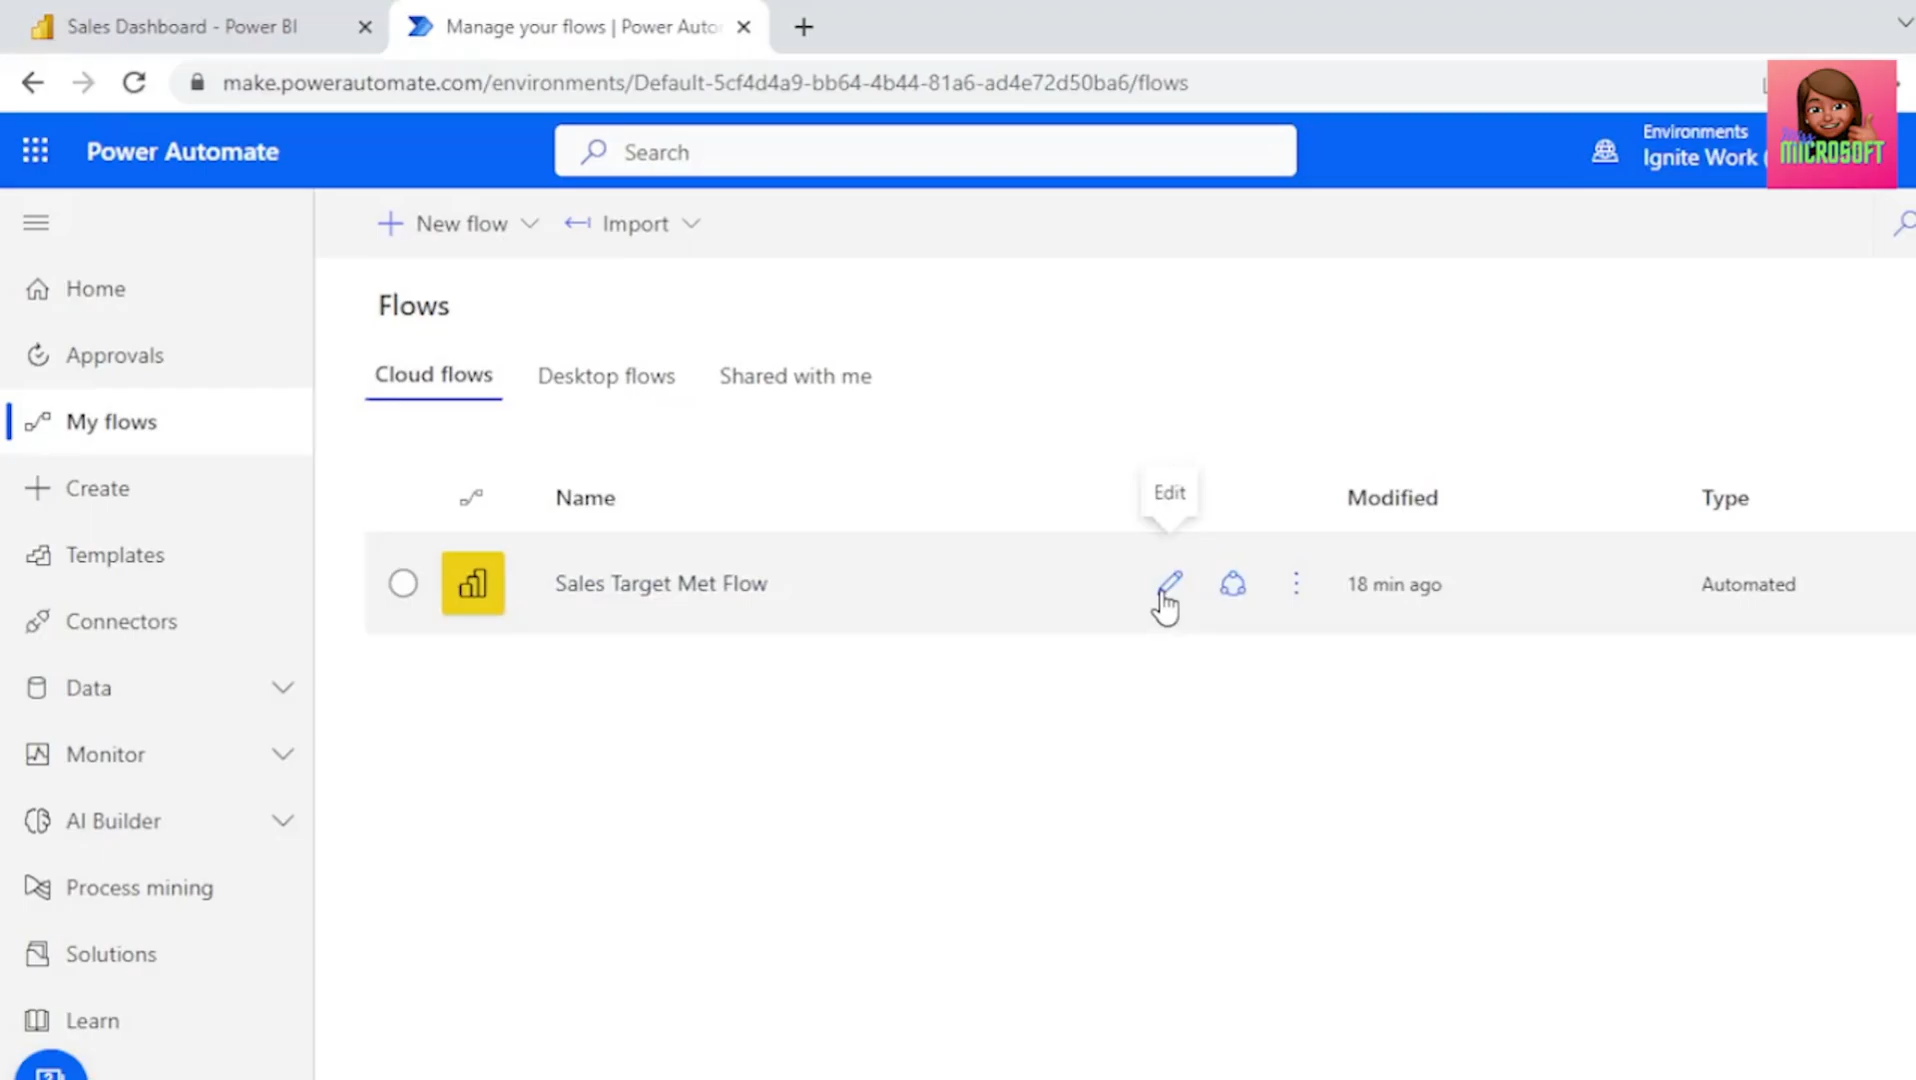 Sales Dashboard - Power BI
Manage your flows | Power Auto
make.powerautomate.com/environments/Default-5cf4d4a9-bb64-4b44-81a6-ad4e72d50ba6/flows
Power Automate
Search
Environments
Ignite Work (
MICROSOFT
New flow
Import
Home
Approvals
My flows
Create
Templates
Connectors
Data
Monitor
AI Builder
Process mining
Solutions
Learn
Flows
Cloud flows
Desktop flows
Shared with me
Edit
Name
Modified
Type
Sales Target Met Flow
18 min ago
Automated